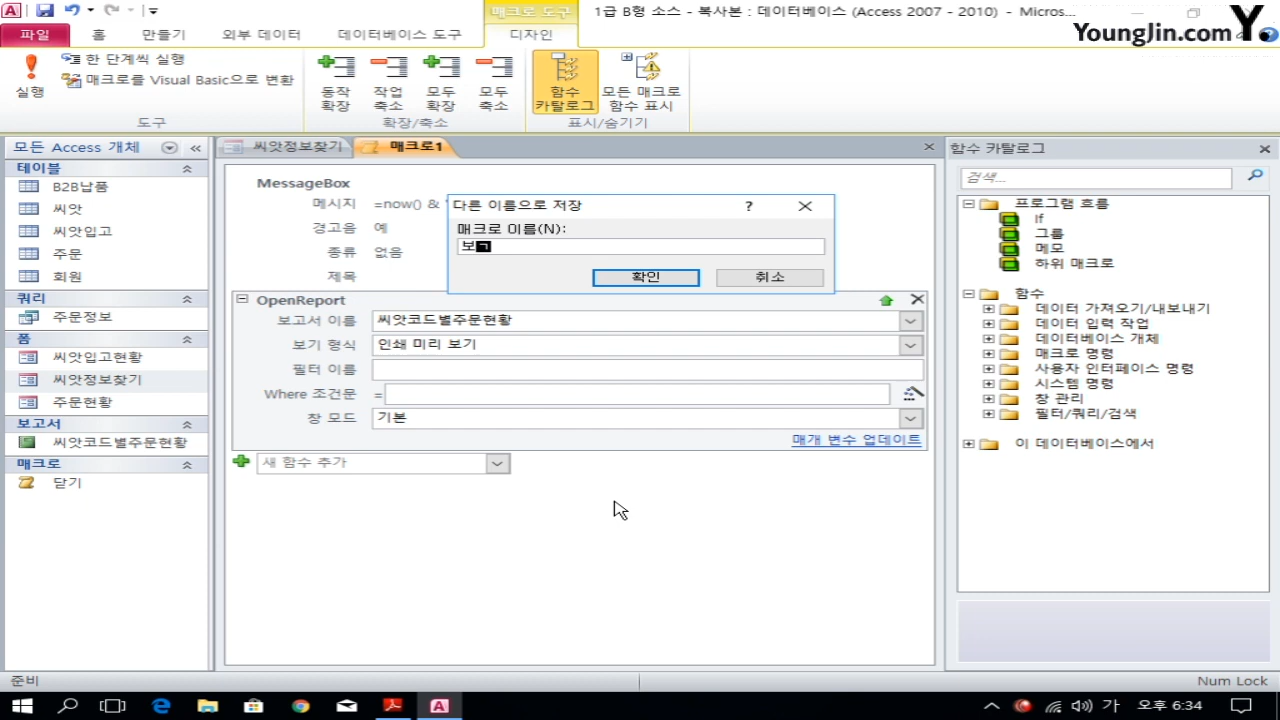 매크로 도구
1급 B형 소스 - 복사본 : 데이터베이스 (Access 2007 - 2010) - Micros...
YoungJin.com
파일 홈 만들기 외부 데이터 데이터베이스 도구 디자인
실행
한 단계씩 실행
매크로를 Visual Basic으로 변환
동작 확장
작업 축소
모두 확장
모두 축소
함수 카탈로그
모든 매크로 함수 표시
도구 확장/축소 표시/숨기기
모든 Access 개체
테이블
B2B납품
씨앗
씨앗입고
주문
회원
쿼리
주문정보
폼
씨앗입고현황
씨앗정보찾기
주문현황
보고서
씨앗코드별주문현황
매크로
닫기
씨앗정보찾기 매크로1
MessageBox
메시지 =now() &
경고음 예
종류 없음
제목
다른 이름으로 저장
매크로 이름(N):
보ㄱ
확인 취소
OpenReport
보고서 이름 씨앗코드별주문현황
보기 형식 인쇄 미리 보기
필터 이름
Where 조건문 =
창 모드 기본
매개 변수 업데이트
새 함수 추가
함수 카탈로그
검색...
프로그램 흐름
If
그룹
메모
하위 매크로
함수
데이터 가져오기/내보내기
데이터 입력 작업
데이터베이스 개체
매크로 명령
사용자 인터페이스 명령
시스템 명령
창 관리
필터/쿼리/검색
이 데이터베이스에서
준비 Num Lock
가 오후 6:34